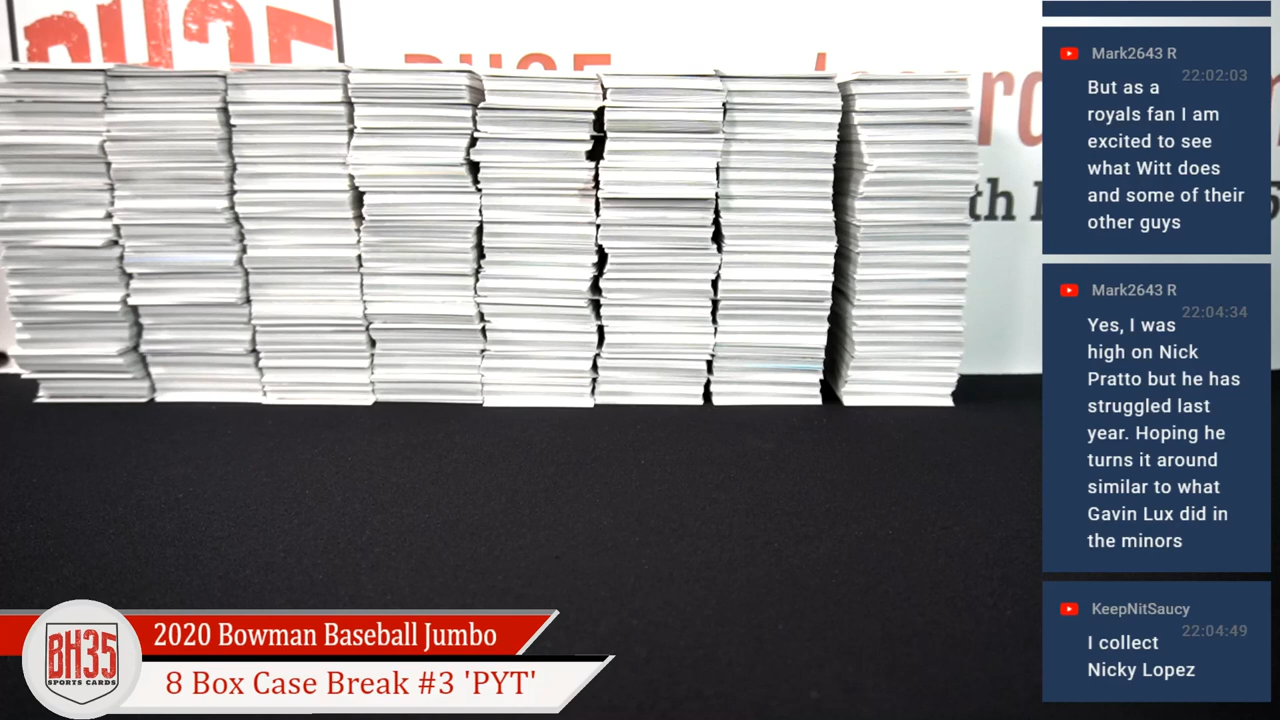 BH35
BH35
Mark2643 R
22:02:03
But as a
royals fan I am
excited to see
what Witt does
and some of their
other guys
Mark2643 R
22:04:34
Yes, I was
high on Nick
Pratto but he has
struggled last
year. Hoping he
turns it around
similar to what
Gavin Lux did in
the minors
KeepNitSaucy
22:04:49
I collect
Nicky Lopez
BH35
SPORTS CARDS
2020 Bowman Baseball Jumbo
8 Box Case Break #3 'PYT'